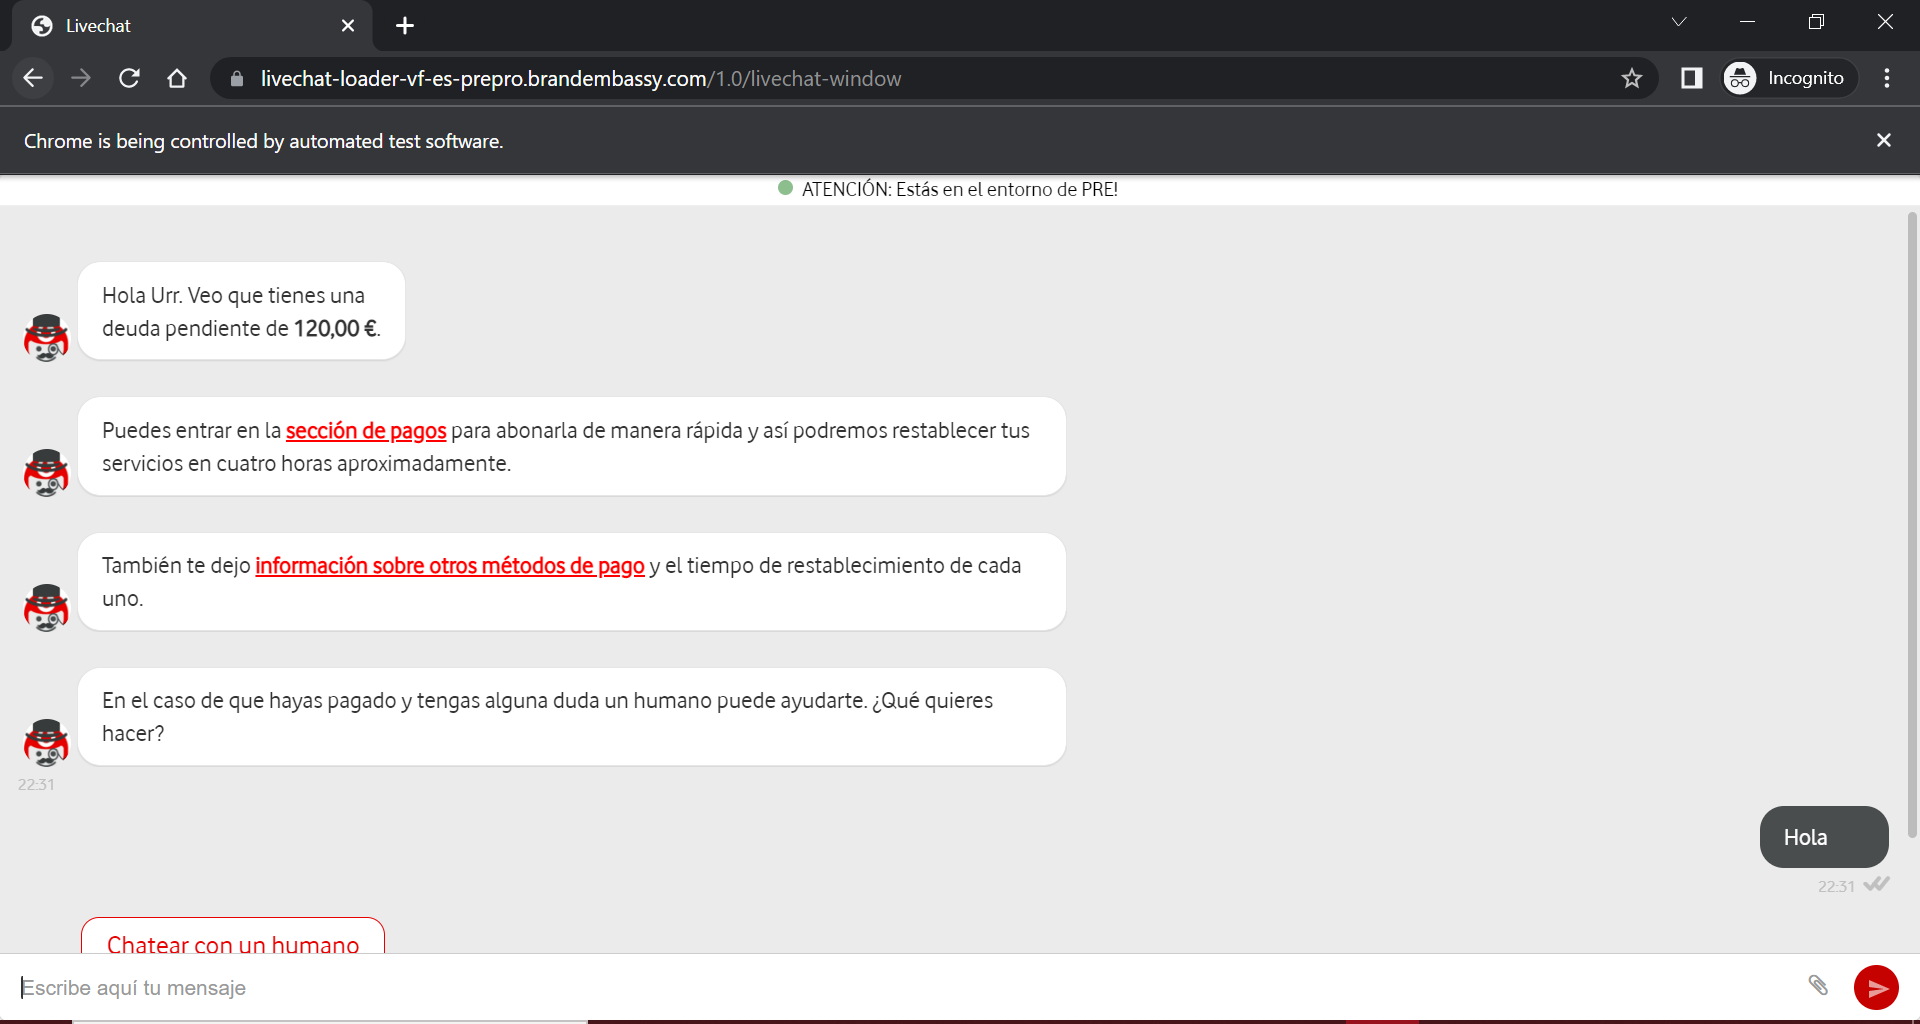 Livechat
livechat-loader-vf-es-prepro.brandembassy.com/1.0/livechat-window
Incognito
Chrome is being controlled by automated test software.
ATENCIÓN: Estás en el entorno de PRE!
Hola Urr. Veo que tienes una
deuda pendiente de 120,00 €.
Puedes entrar en la sección de pagos para abonarla de manera rápida y así podremos restablecer tus
servicios en cuatro horas aproximadamente.
También te dejo información sobre otros métodos de pago y el tiempo de restablecimiento de cada
uno.
En el caso de que hayas pagado y tengas alguna duda un humano puede ayudarte. ¿Qué quieres
hacer?
22:31
Hola
22:31
Chatear con un humano
Escribe aquí tu mensaje